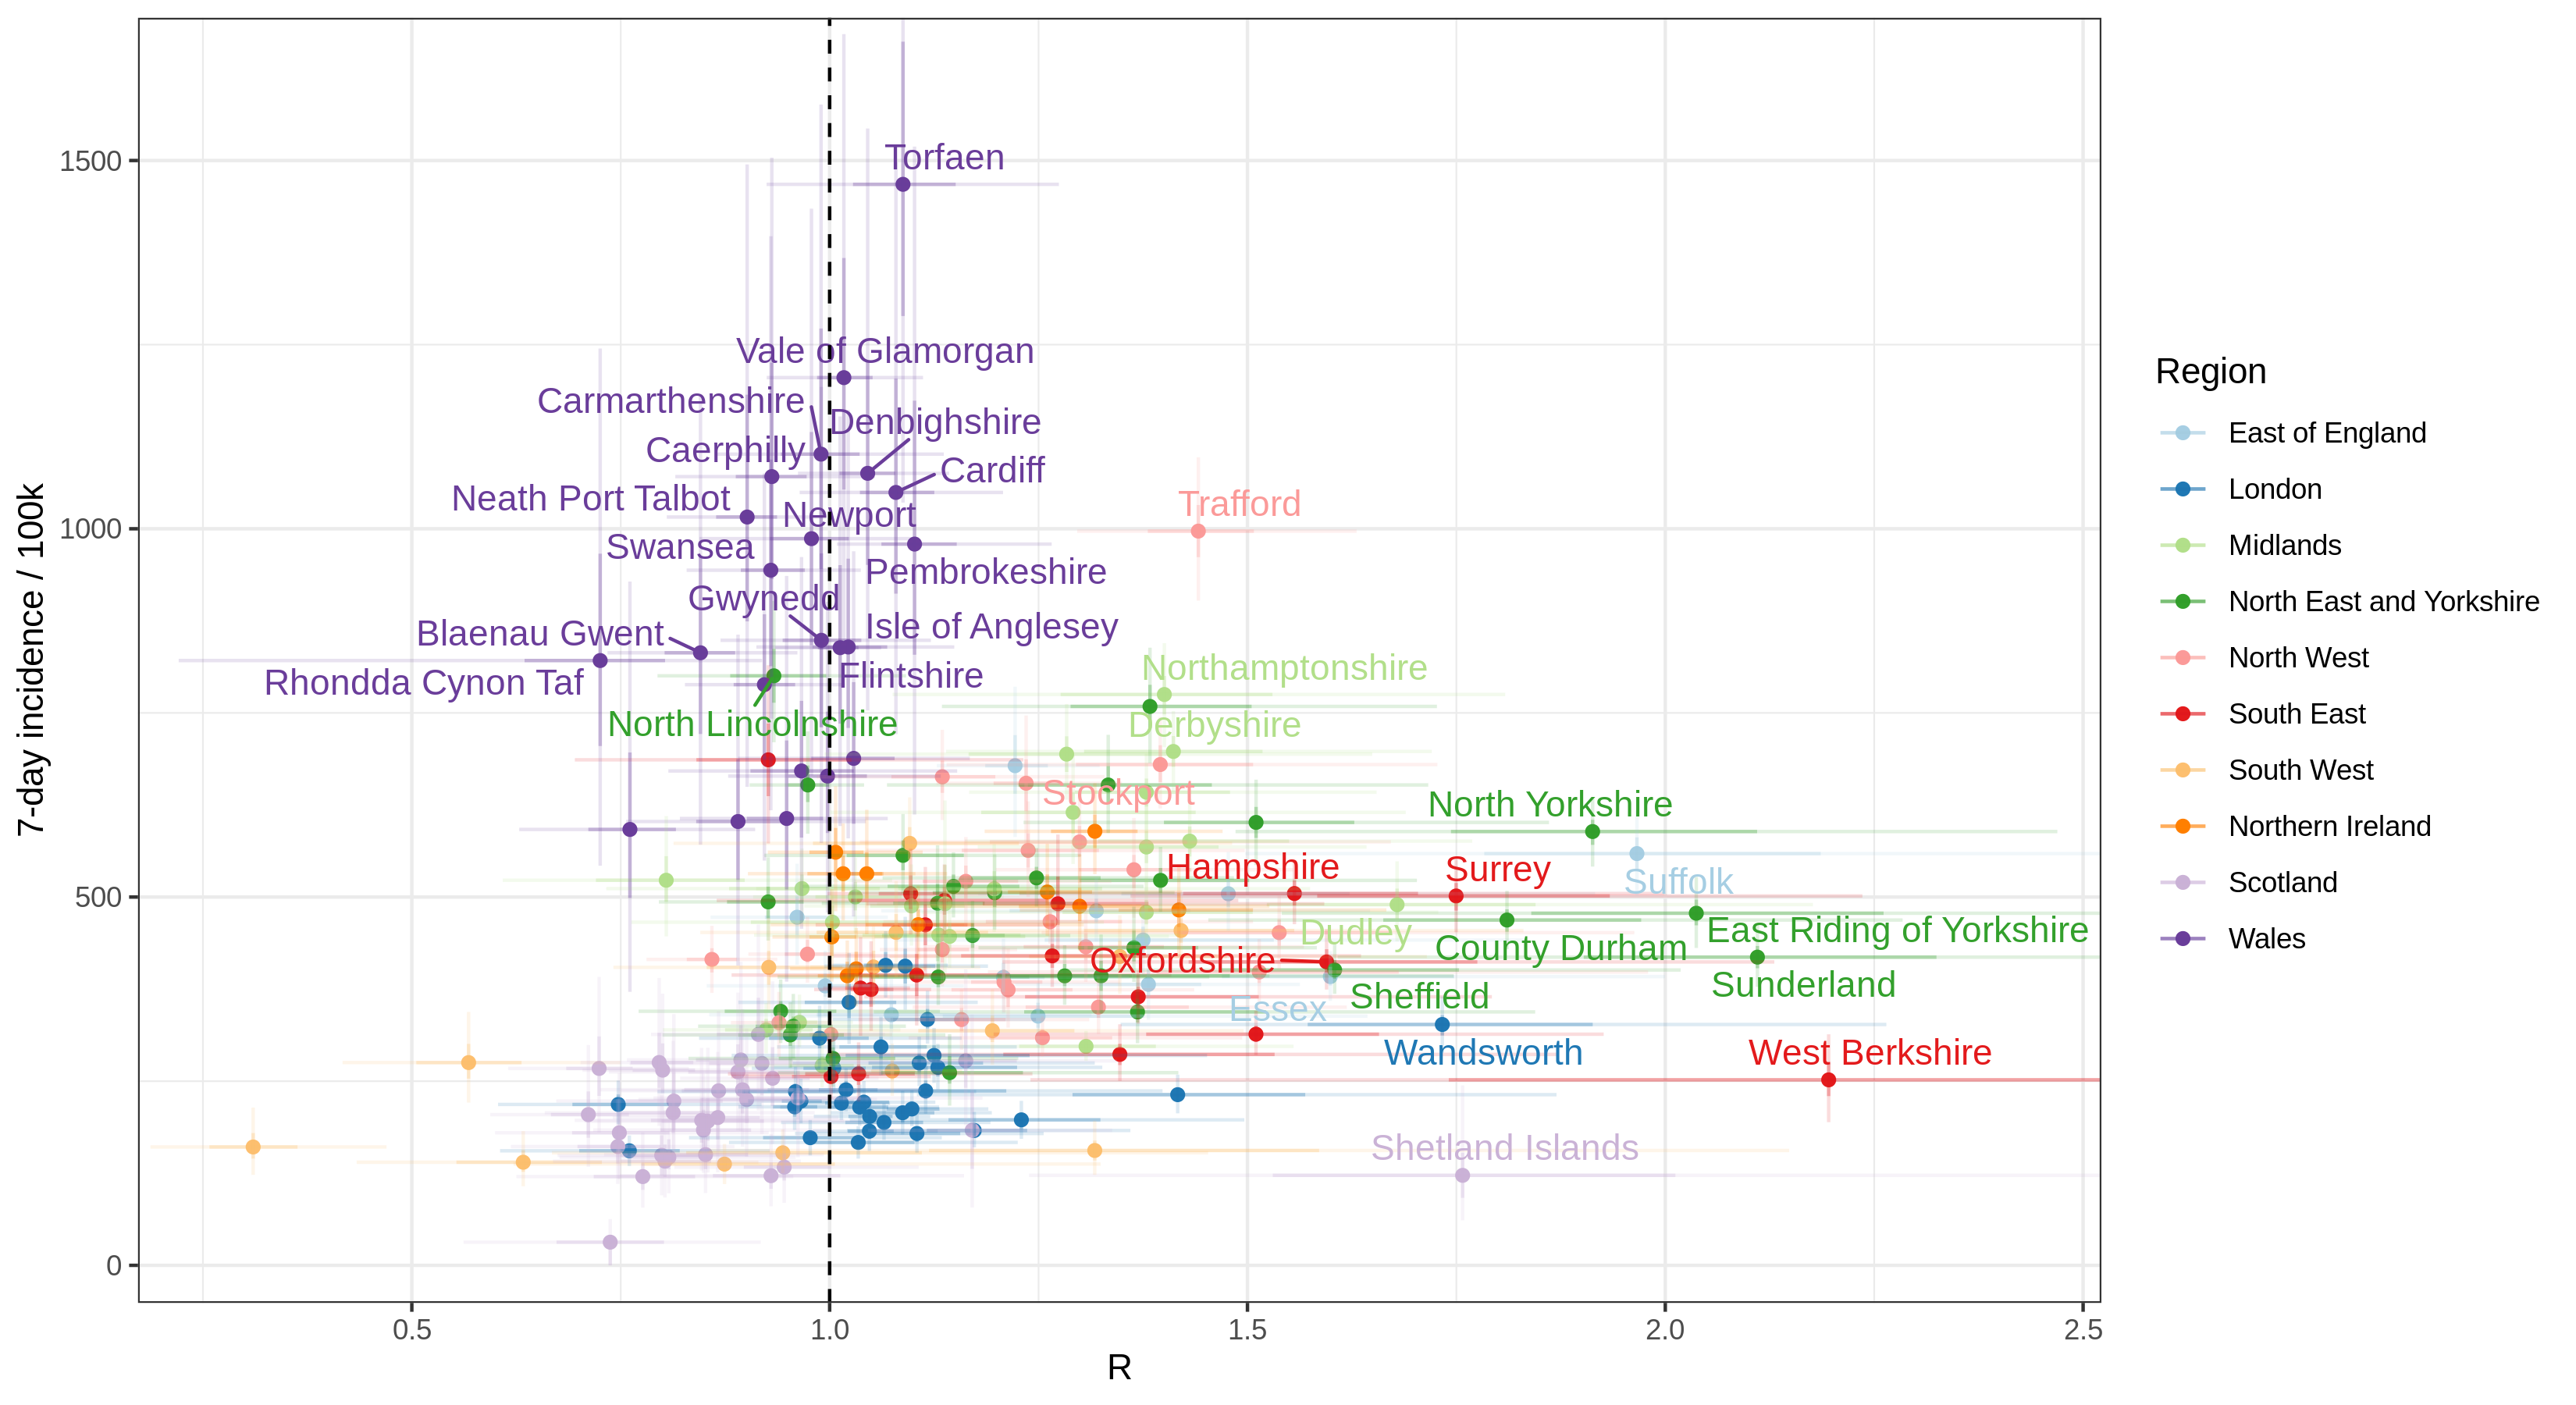 1500
1000
500
0
7-day incidence / 100k
Torfaen
Vale of Glamorgan
Carmarthenshire
Denbighshire
Caerphilly
Cardiff
Neath Port Talbot
Trafford
Newport
Swansea
Pembrokeshire
Gwynedd
Isle of Anglesey
Blaenau Gwent
Northamptonshire
Flintshire
Rhondda Cynon Taf
North Lincolnshire
Derbyshire
Stockport
North Yorkshire
Hampshire
Surrey
Suffolk
Dudley
East Riding of Yorkshire
County Durham
Oxfordshire
Sunderland
Sheffield
Essex
Wandsworth
West Berkshire
Shetland Islands
0.5
1.0
1.5
2.0
2.5
R
Region
East of England
London
Midlands
North East and Yorkshire
North West
South East
South West
Northern Ireland
Scotland
Wales